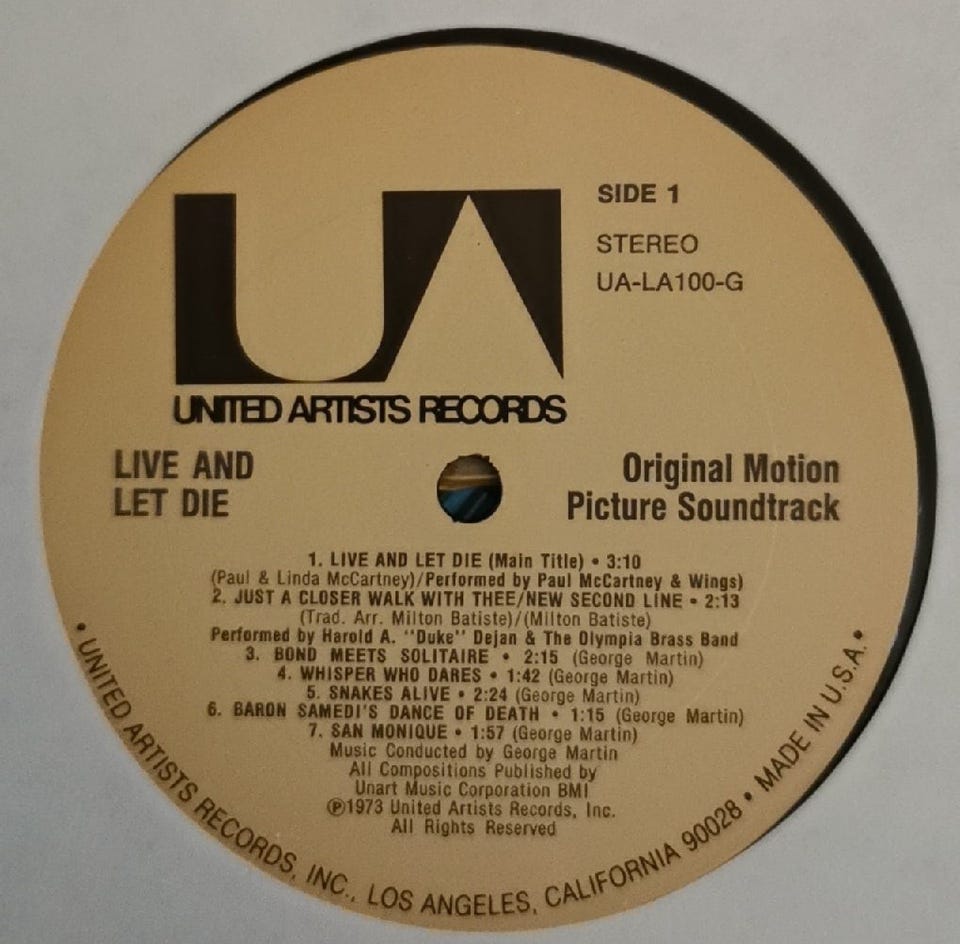 SIDE 1
STEREO
UA-LA100-G
UA
UNITED ARTISTS RECORDS
LIVE AND
LET DIE
Original Motion
Picture Soundtrack
1. LIVE AND LET DIE (Main Title) • 3:10
(Paul & Linda McCartney)/Performed by Paul McCartney & Wings)
2. JUST A CLOSER WALK WITH THEE/NEW SECOND LINE • 2:13
(Trad. Arr. Milton Batiste)/(Milton Batiste)
Performed by Harold A. "Duke" Dejan & The Olympia Brass Band
3. BOND MEETS SOLITAIRE • 2:15 (George Martin)
4. WHISPER WHO DARES • 1:42 (George Martin)
5. SNAKES ALIVE • 2:24 (George Martin)
6. BARON SAMEDI'S DANCE OF DEATH • 1:15 (George Martin)
7. SAN MONIQUE • 1:57 (George Martin)
Music Conducted by George Martin
All Compositions Published by
Unart Music Corporation BMI
℗1973 United Artists Records, Inc.
All Rights Reserved
• UNITED ARTISTS RECORDS, INC., LOS ANGELES, CALIFORNIA 90028 • MADE IN U.S.A. •